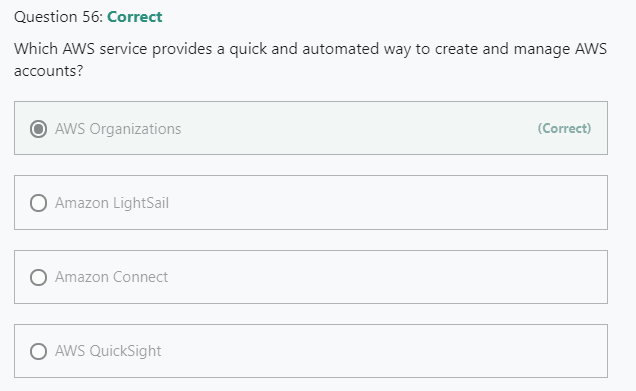 Question 56: Correct
Which AWS service provides a quick and automated way to create and manage AWS
accounts?
AWS Organizations (Correct)
Amazon LightSail
Amazon Connect
AWS QuickSight